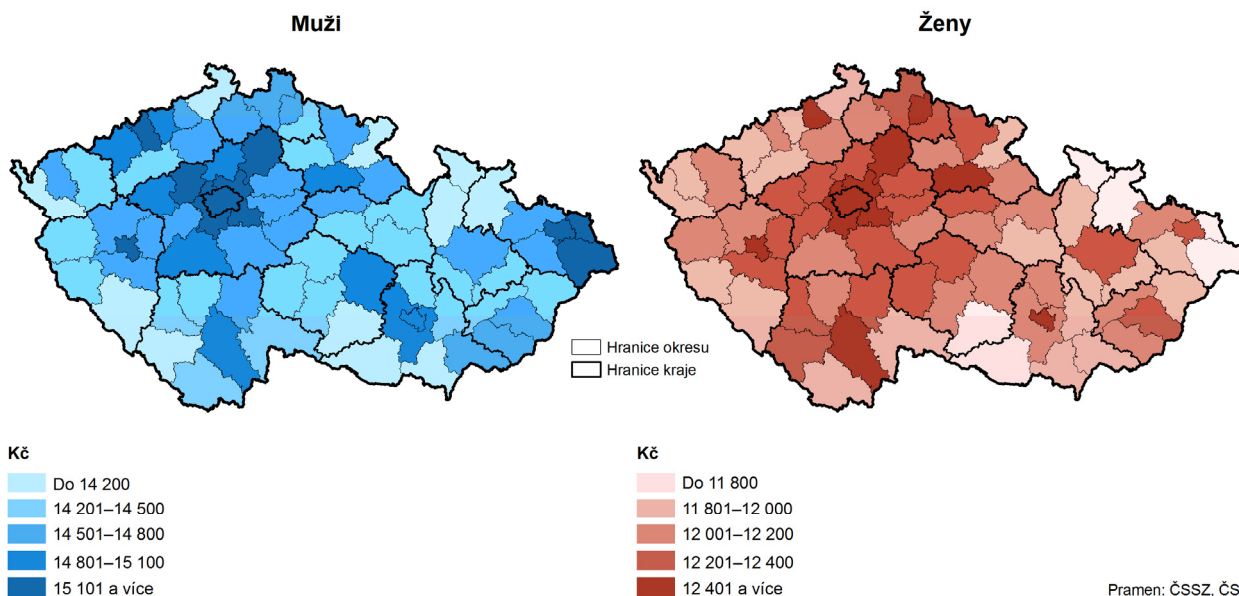 Muži
Ženy
Hranice okresu
Hranice kraje
Kč
Do 14 200
14 201–14 500
14 501–14 800
14 801–15 100
15 101 a více
Kč
Do 11 800
11 801–12 000
12 001–12 200
12 201–12 400
12 401 a více
Pramen: ČSSZ, ČS